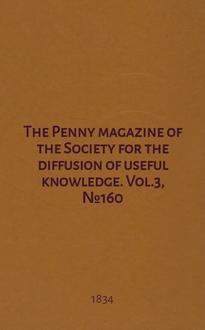 The Penny magazine of
the Society for the
diffusion of useful
knowledge. Vol.3,
№160
1834